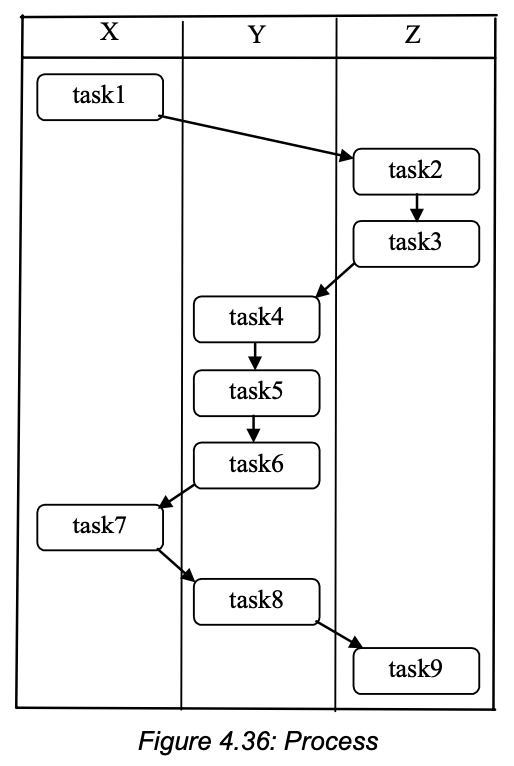 X Y Z
task1
task2
task3
task4
task5
task6
task7
task8
task9
Figure 4.36: Process